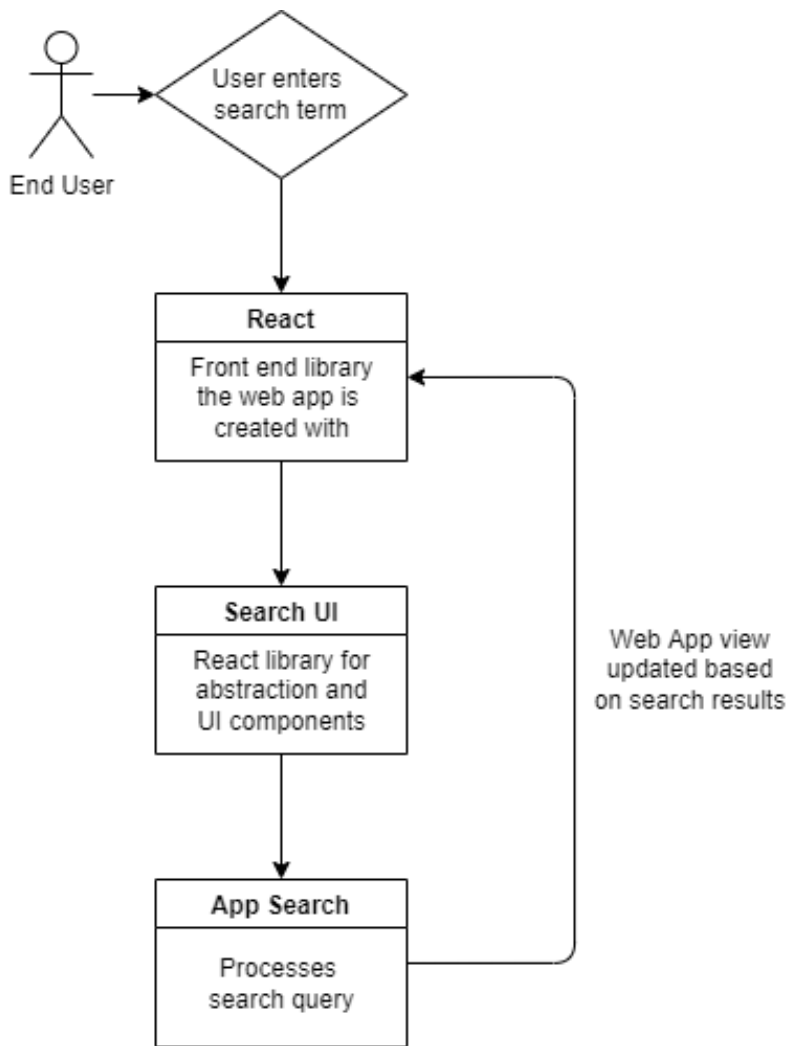 User enters
search term
End User
React
Front end library
the web app is
created with
Search UI
React library for
abstraction and
UI components
Web App view
updated based
on search results
App Search
Processes
search query